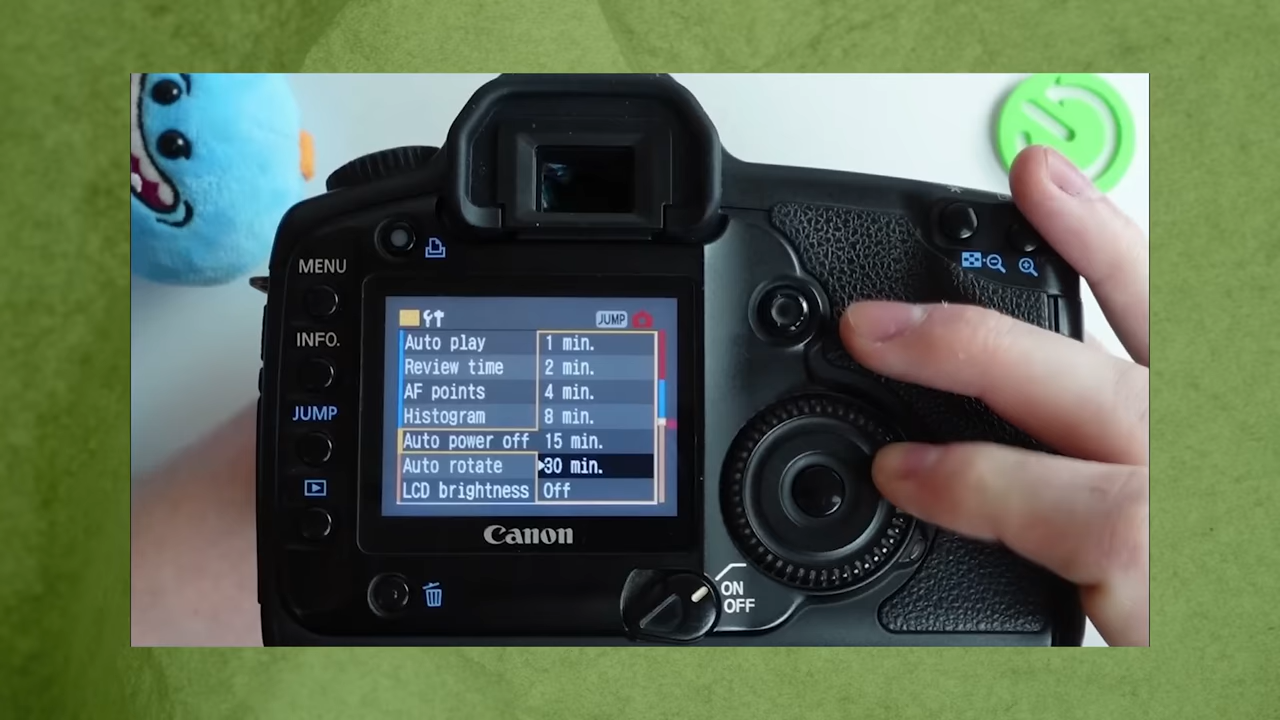 MENU
INFO.
JUMP
JUMP
Auto play 1 min.
Review time 2 min.
AF points 4 min.
Histogram 8 min.
Auto power off 15 min.
Auto rotate 30 min.
LCD brightness Off
Canon
ON
OFF